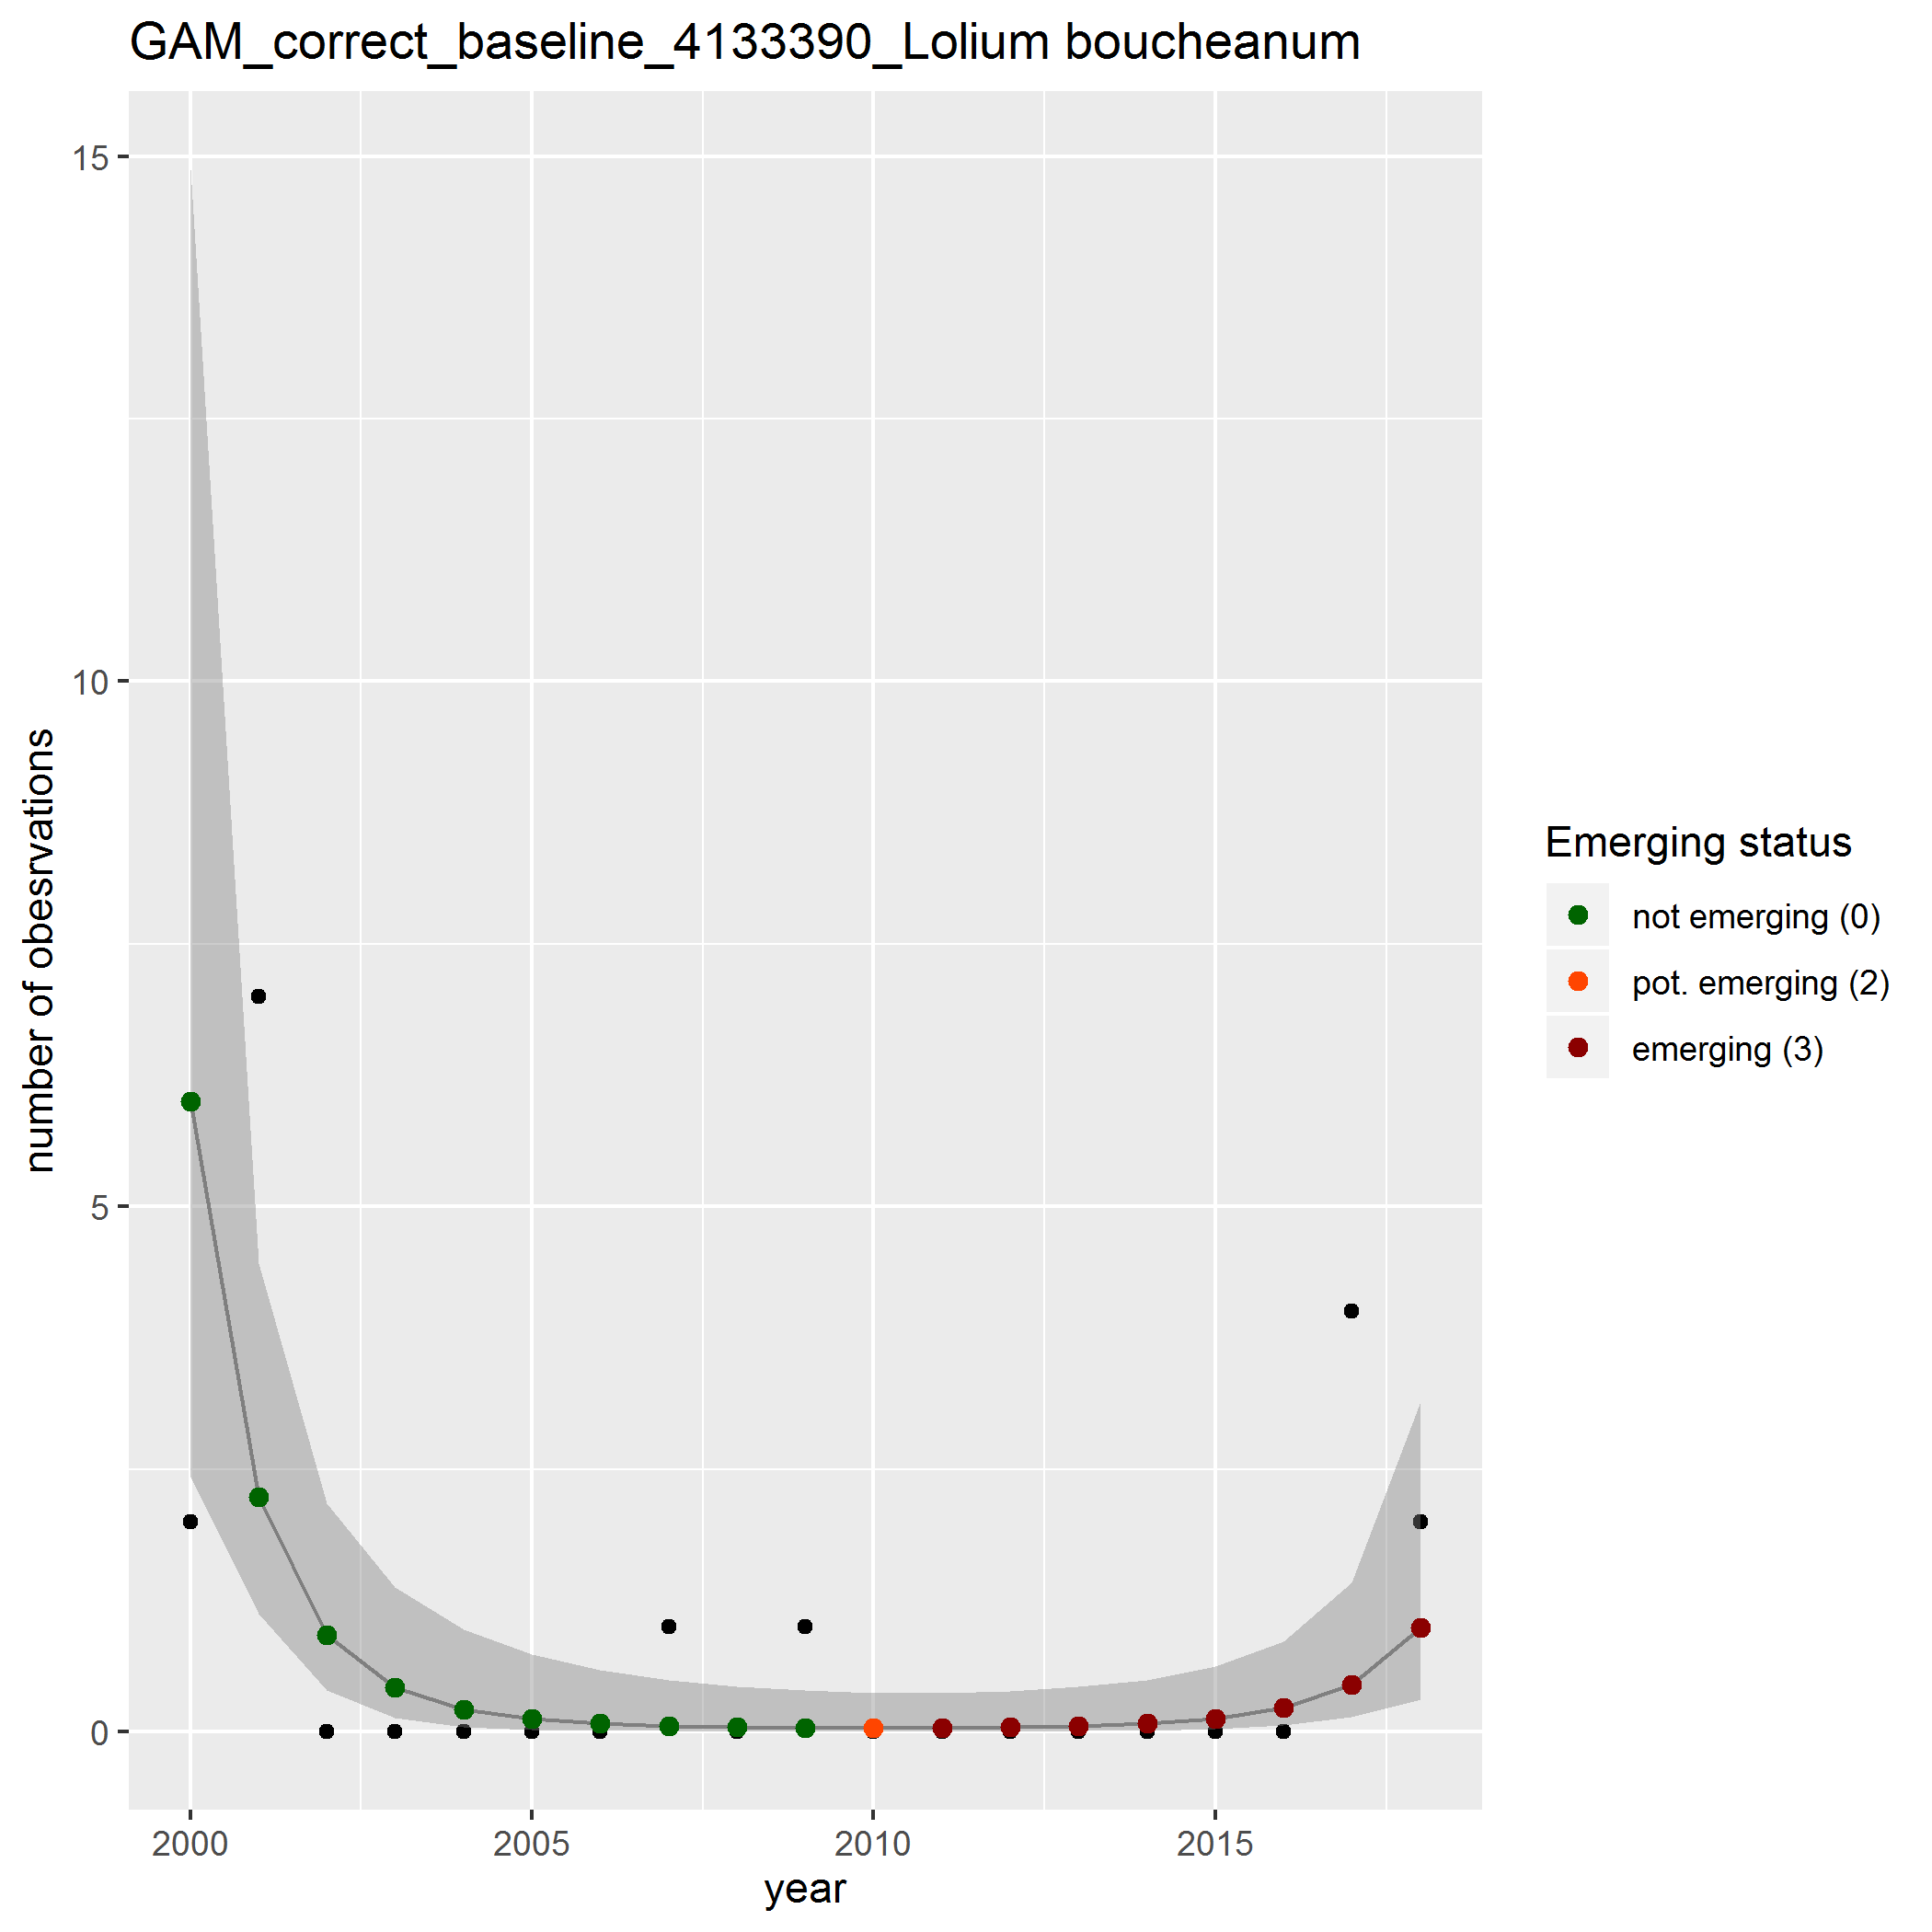 GAM_correct_baseline_4133390_Lolium boucheanum
number of obesrvations
15
10
5
0
2000
2005
2010
2015
year
Emerging status
not emerging (0)
pot. emerging (2)
emerging (3)